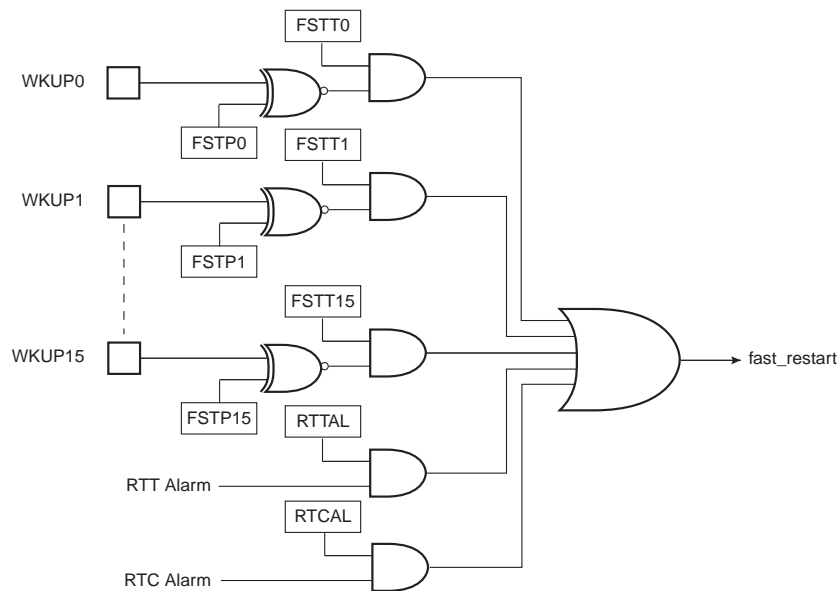 FSTT0
WKUP0
FSTP0
FSTT1
WKUP1
FSTP1
FSTT15
WKUP15
fast_restart
FSTP15
RTTAL
RTT Alarm
RTCAL
RTC Alarm